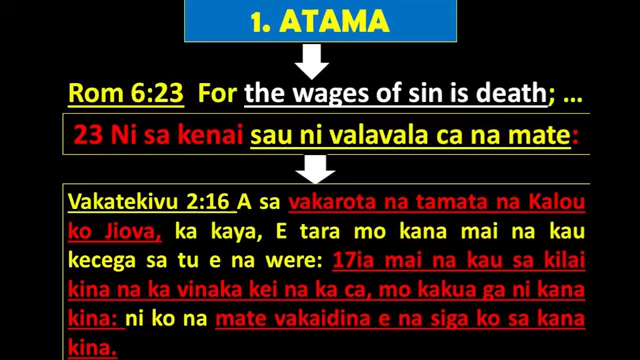 1. ATAMA
Rom 6:23 For the wages of sin is death; ...
23 Ni sa kenai sau ni valavala ca na mate:
Vakatekivu 2:16 A sa vakarota na tamata na Kalou
ko Jiova, ka kaya, E tara mo kana mai na kau
kecega sa tu e na were: 17ia mai na kau sa kilai
kina na ka vinaka kei na ka ca, mo kakua ga ni kana
kina: ni ko na mate vakaidina e na siga ko sa kana
kina.